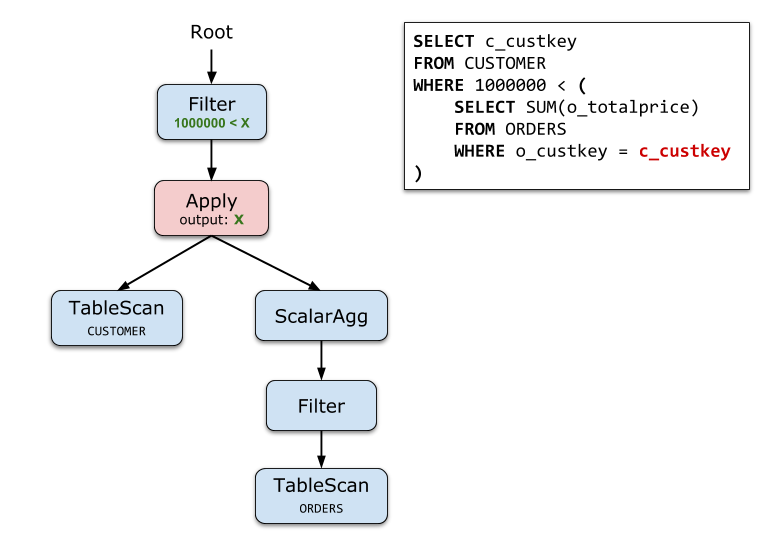 Root
Filter
1000000 < X
Apply
output: X
TableScan
CUSTOMER
ScalarAgg
Filter
TableScan
ORDERS
SELECT c_custkey
FROM CUSTOMER
WHERE 1000000 < (
    SELECT SUM(o_totalprice)
    FROM ORDERS
    WHERE o_custkey = c_custkey
)